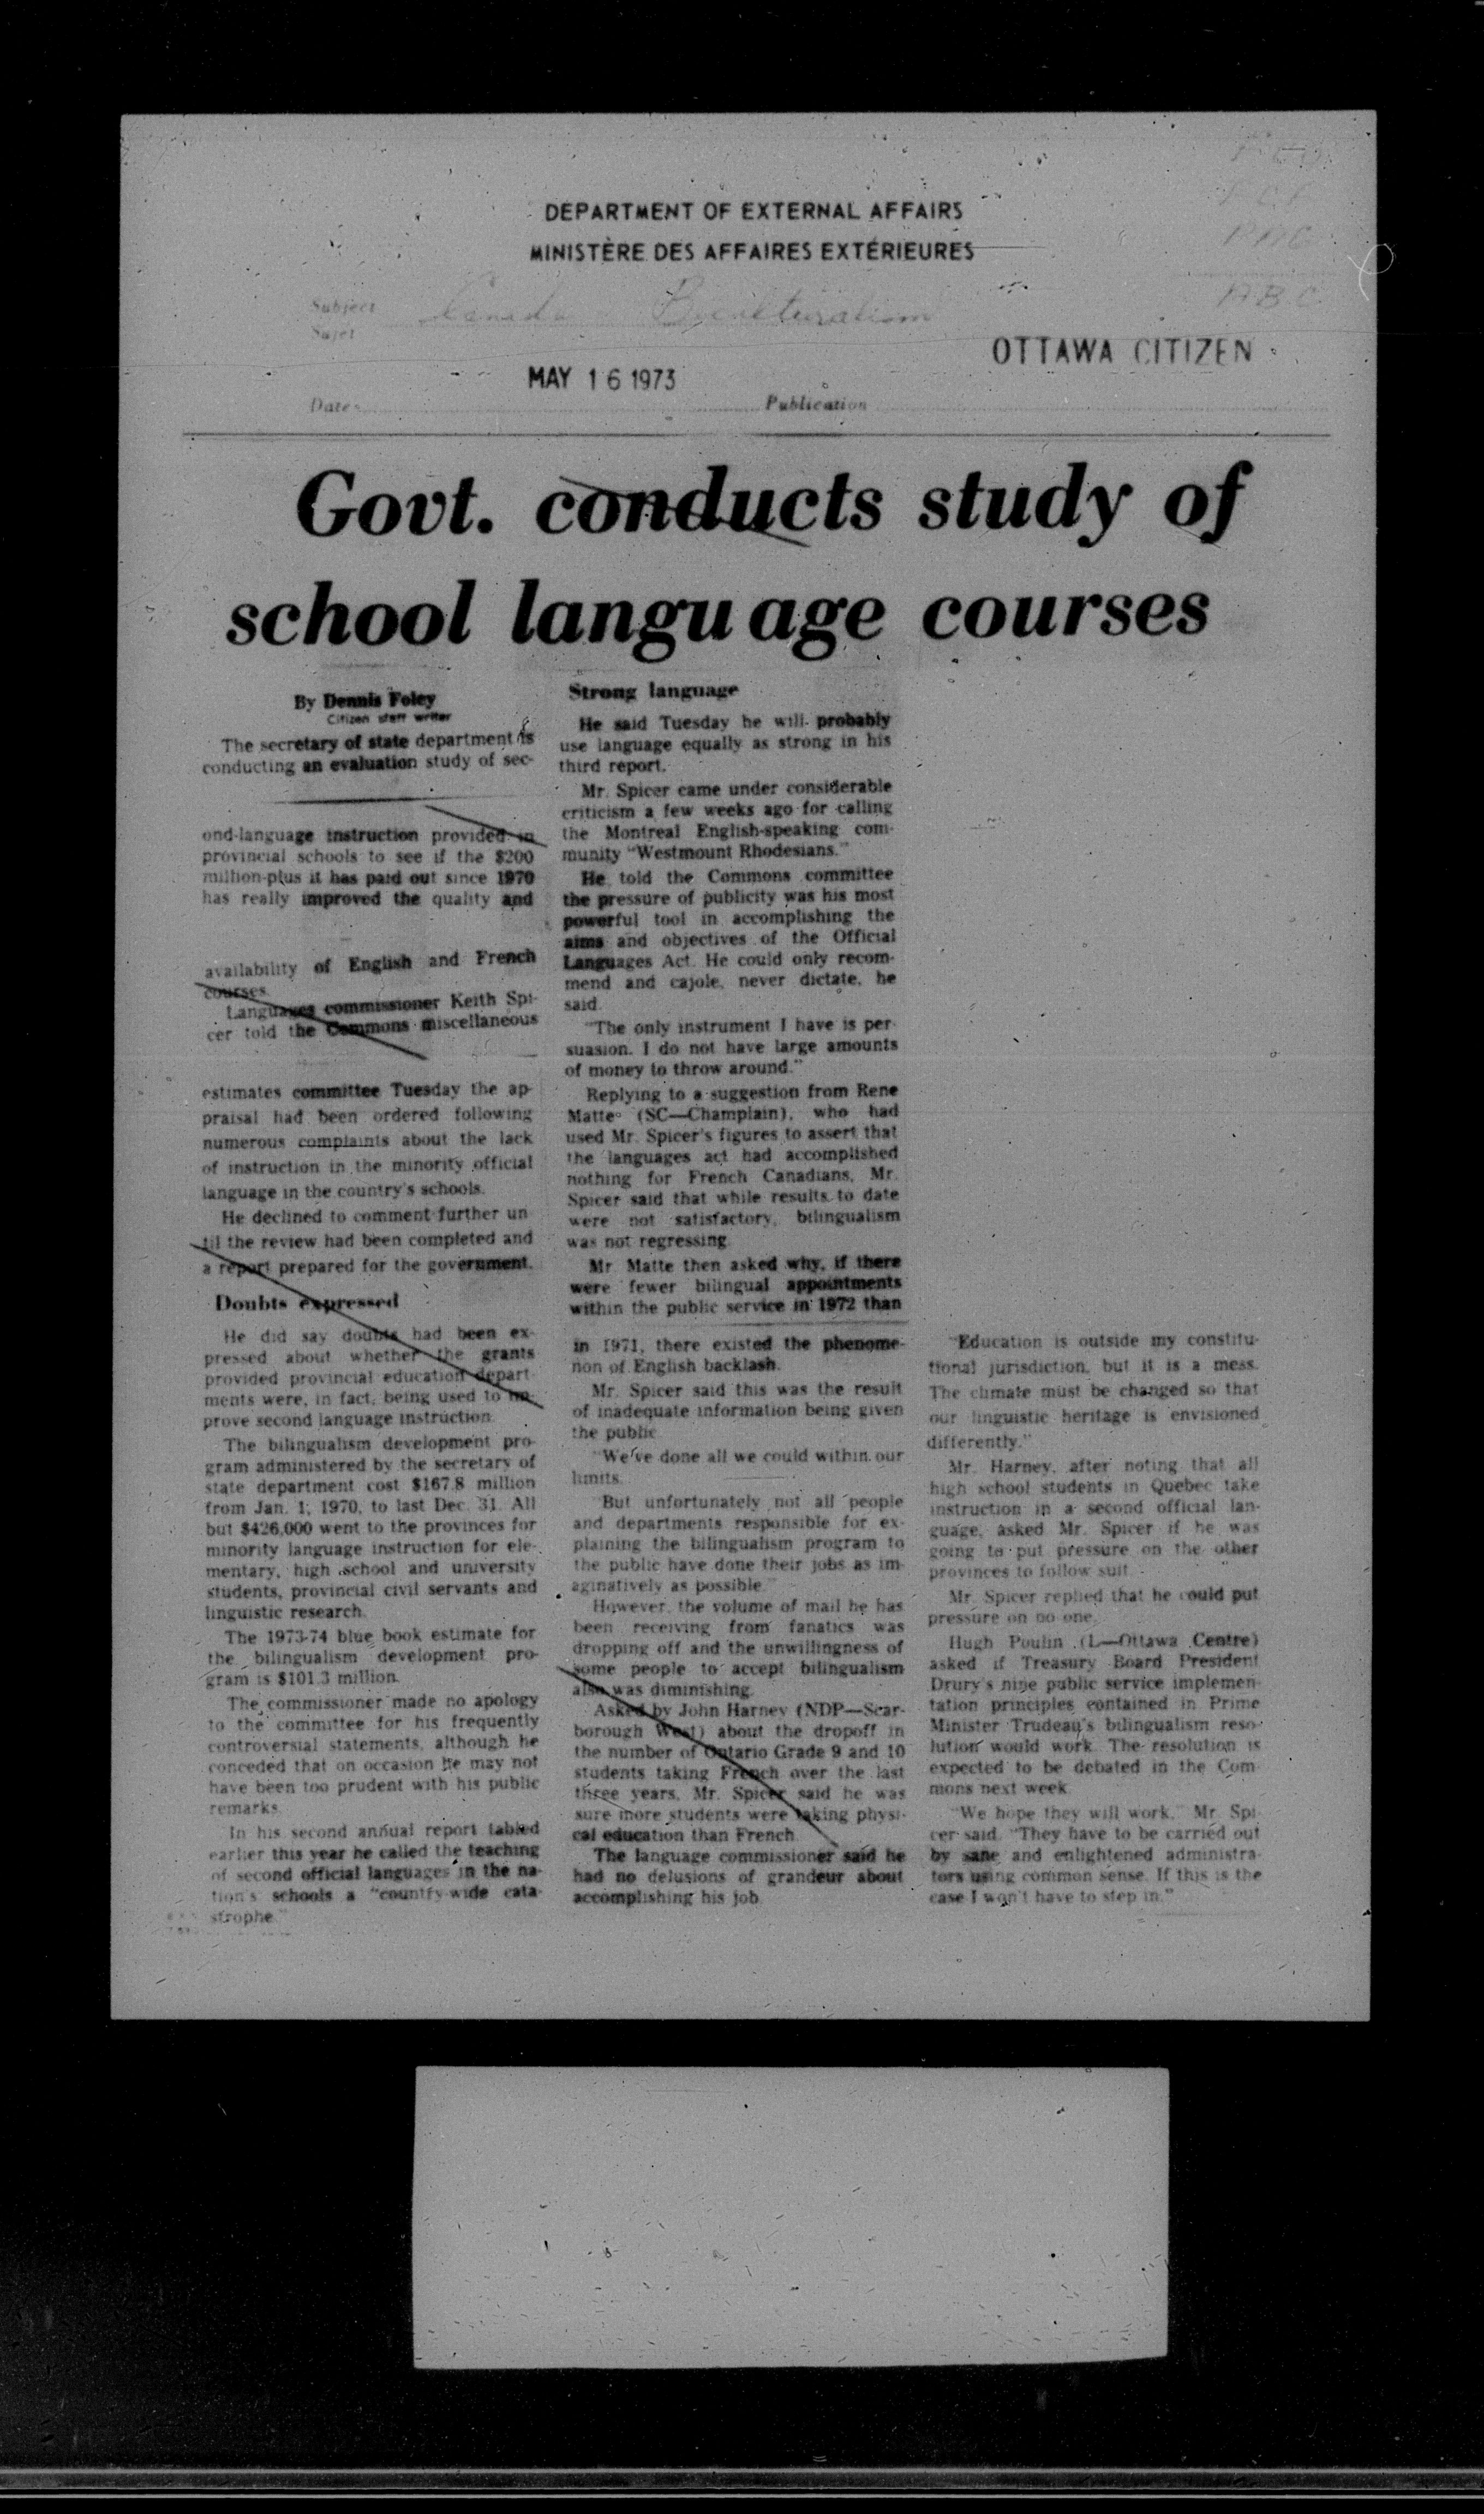 DEPARTMENT OF EXTERNAL AFFAIRS
MINISTÈRE DES AFFAIRES EXTÉRIEURES
Subject Canada Biculturalism
Sujet
OTTAWA CITIZEN
MAY 16 1973
Date Publication
Govt. conducts study of
school language courses
By Dennis Foley
Citizen staff writer
The secretary of state department is
conducting an evaluation study of sec-
ond-language instruction provided in
provincial schools to see if the $200
million-plus it has paid out since 1970
has really improved the quality and
availability of English and French
courses.
Languages commissioner Keith Spi-
cer told the Commons miscellaneous
estimates committee Tuesday the ap-
praisal had been ordered following
numerous complaints about the lack
of instruction in the minority official
language in the country's schools.
He declined to comment further un-
til the review had been completed and
a report prepared for the government.
Doubts expressed
He did say doubts had been ex-
pressed about whether the grants
provided provincial education depart-
ments were, in fact, being used to im-
prove second language instruction.
The bilingualism development pro-
gram administered by the secretary of
state department cost $167.8 million
from Jan. 1, 1970, to last Dec. 31. All
but $426,000 went to the provinces for
minority language instruction for ele-
mentary, high school and university
students, provincial civil servants and
linguistic research.
The 1973-74 blue book estimate for
the bilingualism development pro-
gram is $101.3 million.
The commissioner made no apology
to the committee for his frequently
controversial statements, although he
conceded that on occasion he may not
have been too prudent with his public
remarks.
In his second annual report tabled
earlier this year he called the teaching
of second official languages in the na-
tion's schools a "country-wide cata-
strophe."
Strong language
He said Tuesday he will probably
use language equally as strong in his
third report.
Mr. Spicer came under considerable
criticism a few weeks ago for calling
the Montreal English-speaking com-
munity "Westmount Rhodesians."
He told the Commons committee
the pressure of publicity was his most
powerful tool in accomplishing the
aims and objectives of the Official
Languages Act. He could only recom-
mend and cajole, never dictate, he
said.
"The only instrument I have is per-
suasion. I do not have large amounts
of money to throw around."
Replying to a suggestion from Rene
Matte (SC—Champlain), who had
used Mr. Spicer's figures to assert that
the languages act had accomplished
nothing for French Canadians, Mr.
Spicer said that while results to date
were not satisfactory, bilingualism
was not regressing.
Mr. Matte then asked why, if there
were fewer bilingual appointments
within the public service in 1972 than
in 1971, there existed the phenome-
non of English backlash.
Mr. Spicer said this was the result
of inadequate information being given
the public.
"We've done all we could within our
limits.
"But unfortunately not all people
and departments responsible for ex-
plaining the bilingualism program to
the public have done their jobs as im-
aginatively as possible."
However, the volume of mail he has
been receiving from fanatics was
dropping off and the unwillingness of
some people to accept bilingualism
also was diminishing.
Asked by John Harney (NDP—Scar-
borough West) about the dropoff in
the number of Ontario Grade 9 and 10
students taking French over the last
three years, Mr. Spicer said he was
sure more students were taking physi-
cal education than French.
The language commissioner said he
had no delusions of grandeur about
accomplishing his job.
"Education is outside my constitu-
tional jurisdiction, but it is a mess.
The climate must be changed so that
our linguistic heritage is envisioned
differently."
Mr. Harney, after noting that all
high school students in Quebec take
instruction in a second official lan-
guage, asked Mr. Spicer if he was
going to put pressure on the other
provinces to follow suit.
Mr. Spicer replied that he could put
pressure on no one.
Hugh Poulin (L—Ottawa Centre)
asked if Treasury Board President
Drury's nine public service implemen-
tation principles contained in Prime
Minister Trudeau's bilingualism reso-
lution would work. The resolution is
expected to be debated in the Com-
mons next week.
"We hope they will work," Mr. Spi-
cer said. "They have to be carried out
by sane and enlightened administra-
tors using common sense. If this is the
case I won't have to step in."